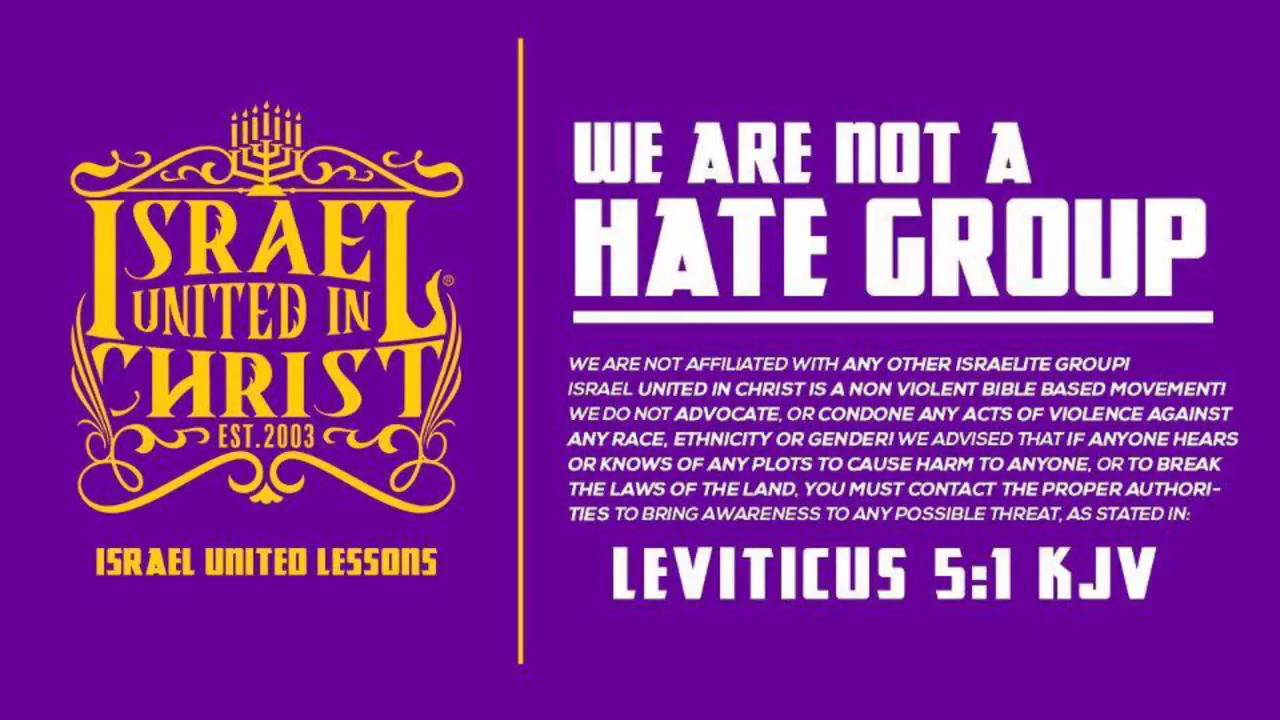 ISRAEL
UNITED IN
CHRIST
EST.2003
ISRAEL UNITED LESSONS
WE ARE NOT A
HATE GROUP
WE ARE NOT AFFILIATED WITH ANY OTHER ISRAELITE GROUP!
ISRAEL UNITED IN CHRIST IS A NON VIOLENT BIBLE BASED MOVEMENT!
WE DO NOT ADVOCATE, OR CONDONE ANY ACTS OF VIOLENCE AGAINST
ANY RACE, ETHNICITY OR GENDER! WE ADVISED THAT IF ANYONE HEARS
OR KNOWS OF ANY PLOTS TO CAUSE HARM TO ANYONE, OR TO BREAK
THE LAWS OF THE LAND, YOU MUST CONTACT THE PROPER AUTHORI-
TIES TO BRING AWARENESS TO ANY POSSIBLE THREAT, AS STATED IN:
LEVITICUS 5:1 KJV